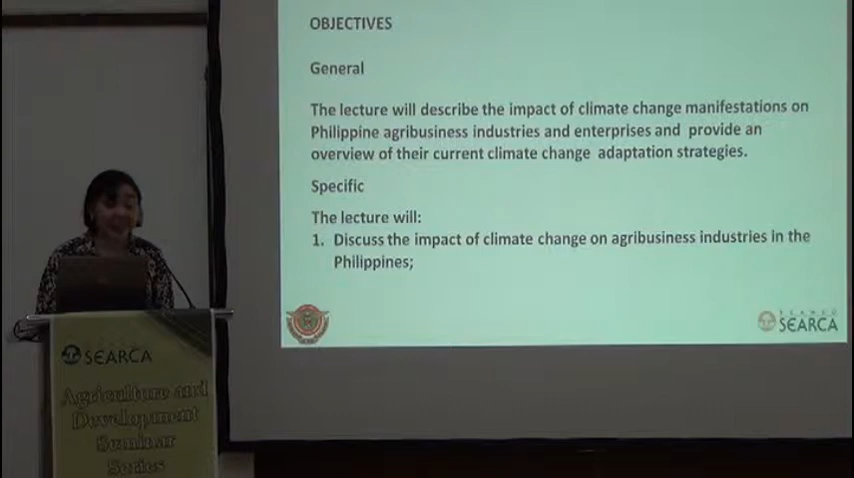 OBJECTIVES
General
The lecture will describe the impact of climate change manifestations on
Philippine agribusiness industries and enterprises and provide an
overview of their current climate change adaptation strategies.
Specific
The lecture will:
1. Discuss the impact of climate change on agribusiness industries in the
Philippines;
SEARCA
SEARCA
Agriculture and
Development
Seminar
Series